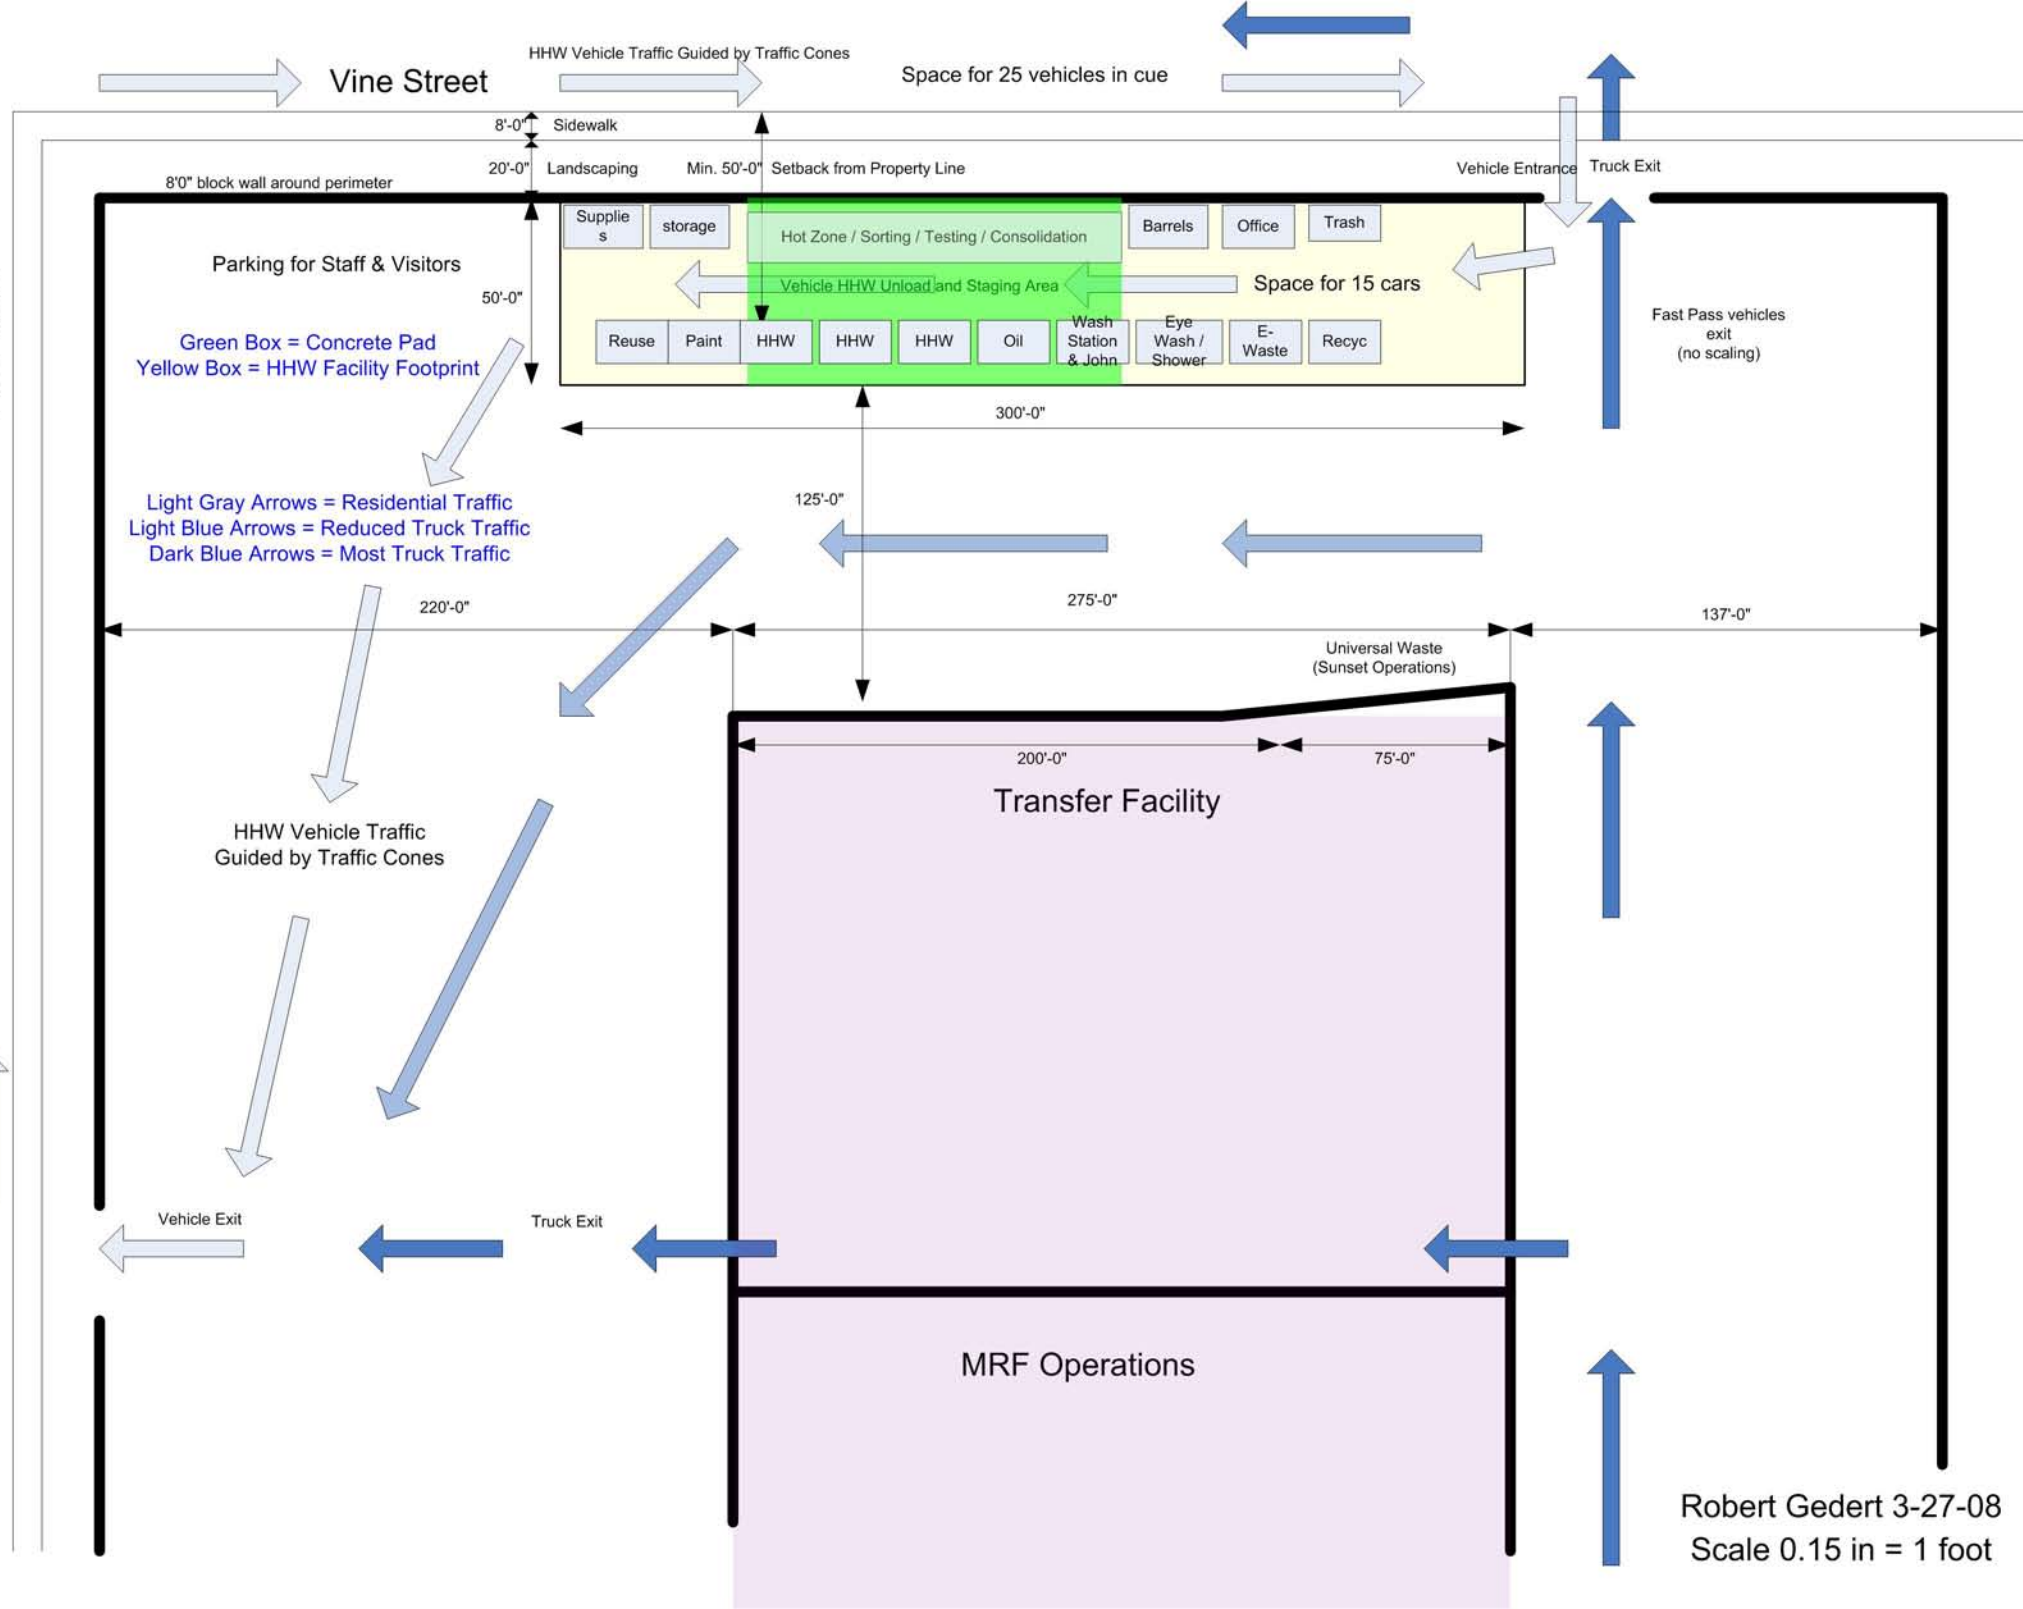 HHW Vehicle Traffic Guided by Traffic Cones
Vine Street
Space for 25 vehicles in cue
8'-0"
Sidewalk
20'-0"
Landscaping
Min. 50'-0"
Setback from Property Line
Vehicle Entrance
Truck Exit
8'0" block wall around perimeter
Supplie
s
storage
Hot Zone / Sorting / Testing / Consolidation
Barrels
Office
Trash
Parking for Staff & Visitors
50'-0"
Vehicle HHW Unload and Staging Area
Space for 15 cars
Fast Pass vehicles
exit
(no scaling)
Green Box = Concrete Pad
Yellow Box = HHW Facility Footprint
Reuse
Paint
HHW
HHW
HHW
Oil
Wash
Station
& John
Eye
Wash /
Shower
E-
Waste
Recyc
300'-0"
125'-0"
Light Gray Arrows = Residential Traffic
Light Blue Arrows = Reduced Truck Traffic
Dark Blue Arrows = Most Truck Traffic
220'-0"
275'-0"
137'-0"
Universal Waste
(Sunset Operations)
200'-0"
75'-0"
Transfer Facility
HHW Vehicle Traffic
Guided by Traffic Cones
Vehicle Exit
Truck Exit
MRF Operations
Robert Gedert 3-27-08
Scale 0.15 in = 1 foot